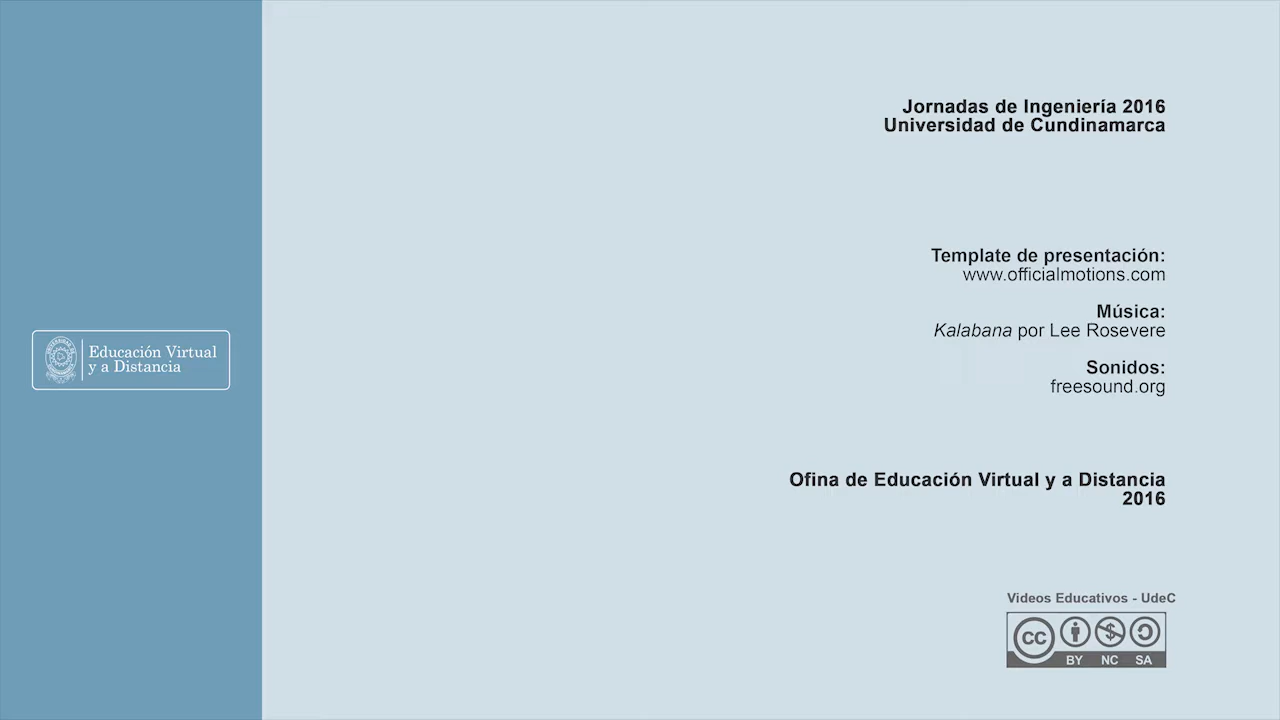 Jornadas de Ingeniería 2016
Universidad de Cundinamarca
Template de presentación:
www.officialmotions.com
Música:
Kalabana por Lee Rosevere
Sonidos:
freesound.org
Educación Virtual
y a Distancia
Ofina de Educación Virtual y a Distancia
2016
Videos Educativos - UdeC
cc
BY NC SA